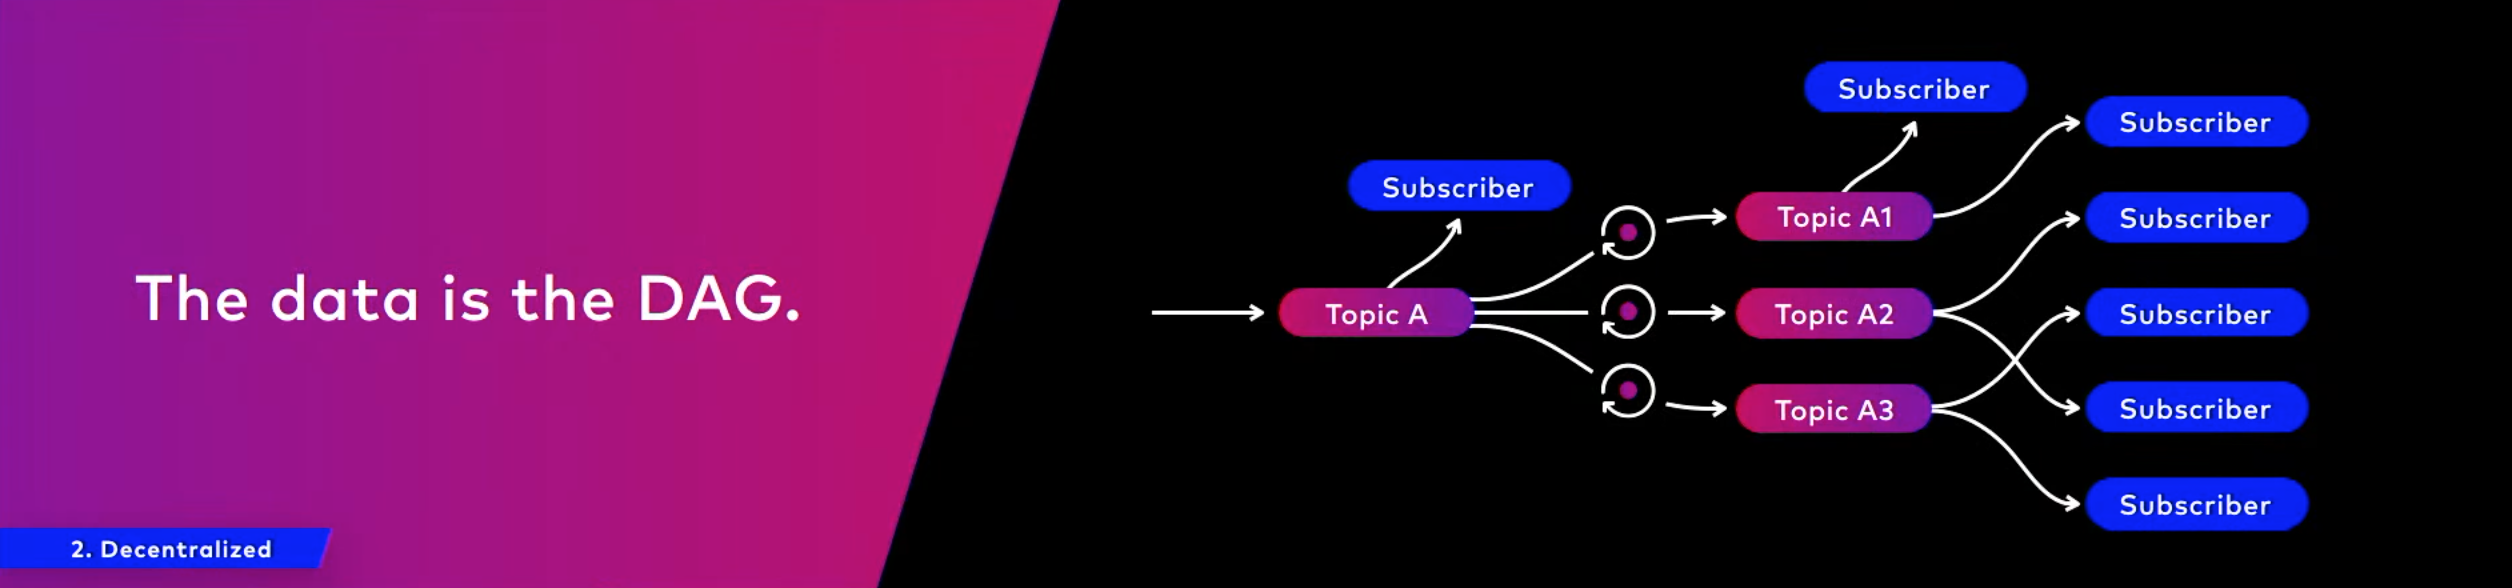 The data is the DAG.
2. Decentralized
Subscriber
Subscriber
Subscriber
Subscriber
Topic A1
Subscriber
Topic A
Topic A2
Subscriber
Topic A3
Subscriber
Subscriber